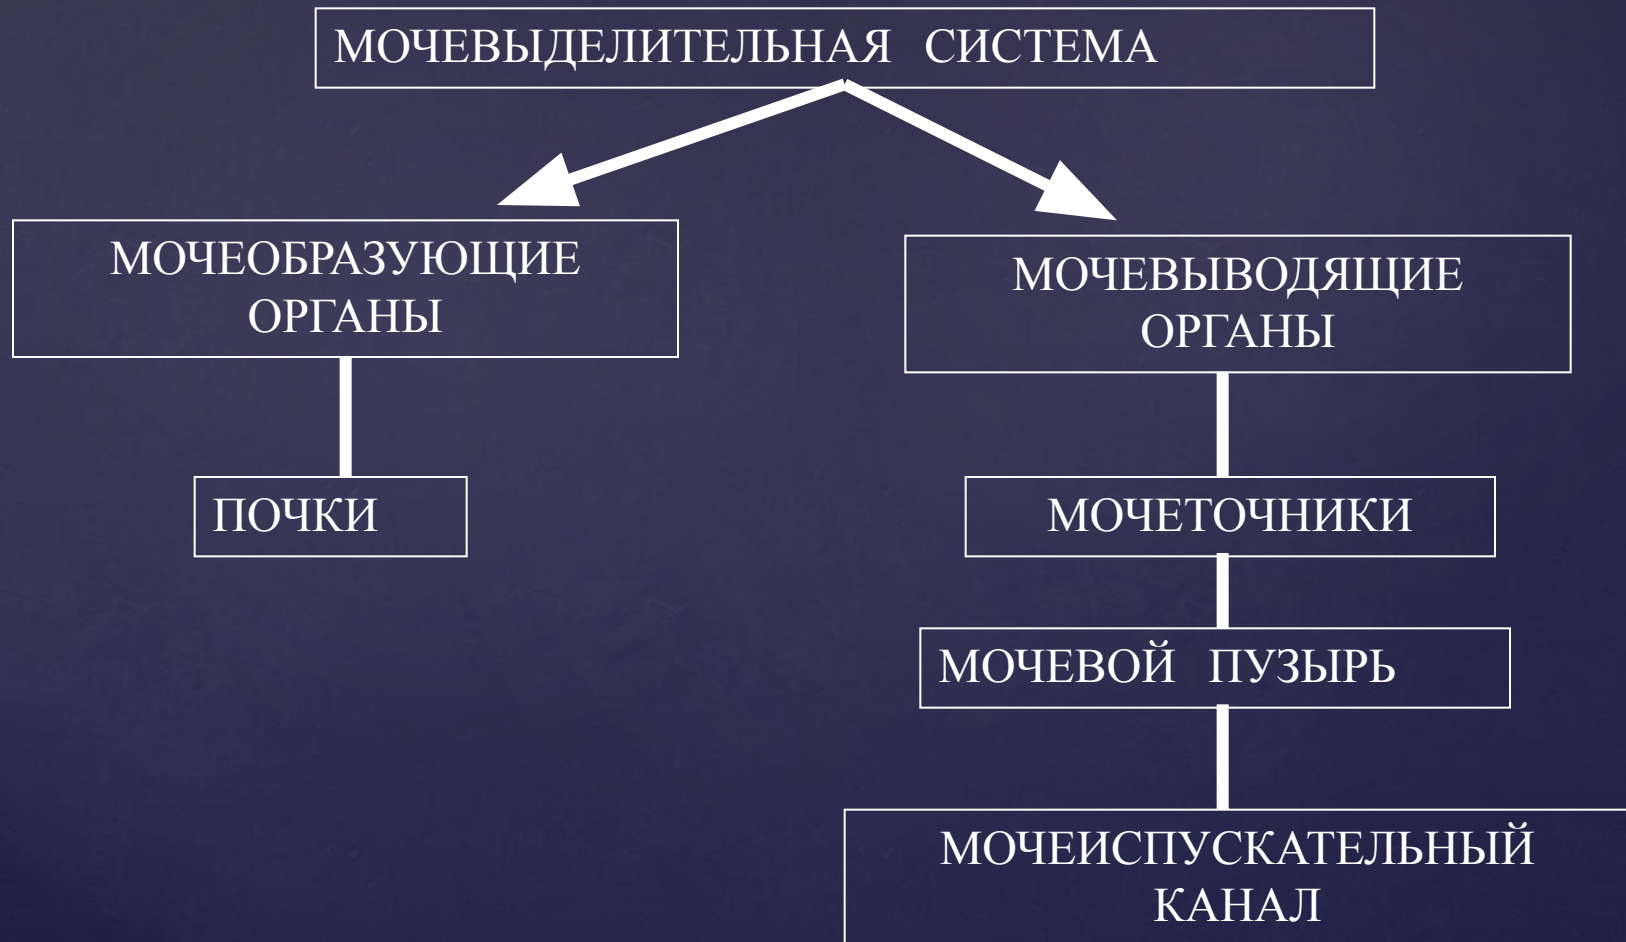 МОЧЕВЫДЕЛИТЕЛЬНАЯ СИСТЕМА
МОЧЕОБРАЗУЮЩИЕ
ОРГАНЫ
МОЧЕВЫВОДЯЩИЕ
ОРГАНЫ
ПОЧКИ
МОЧЕТОЧНИКИ
МОЧЕВОЙ ПУЗЫРЬ
МОЧЕИСПУСКАТЕЛЬНЫЙ
КАНАЛ